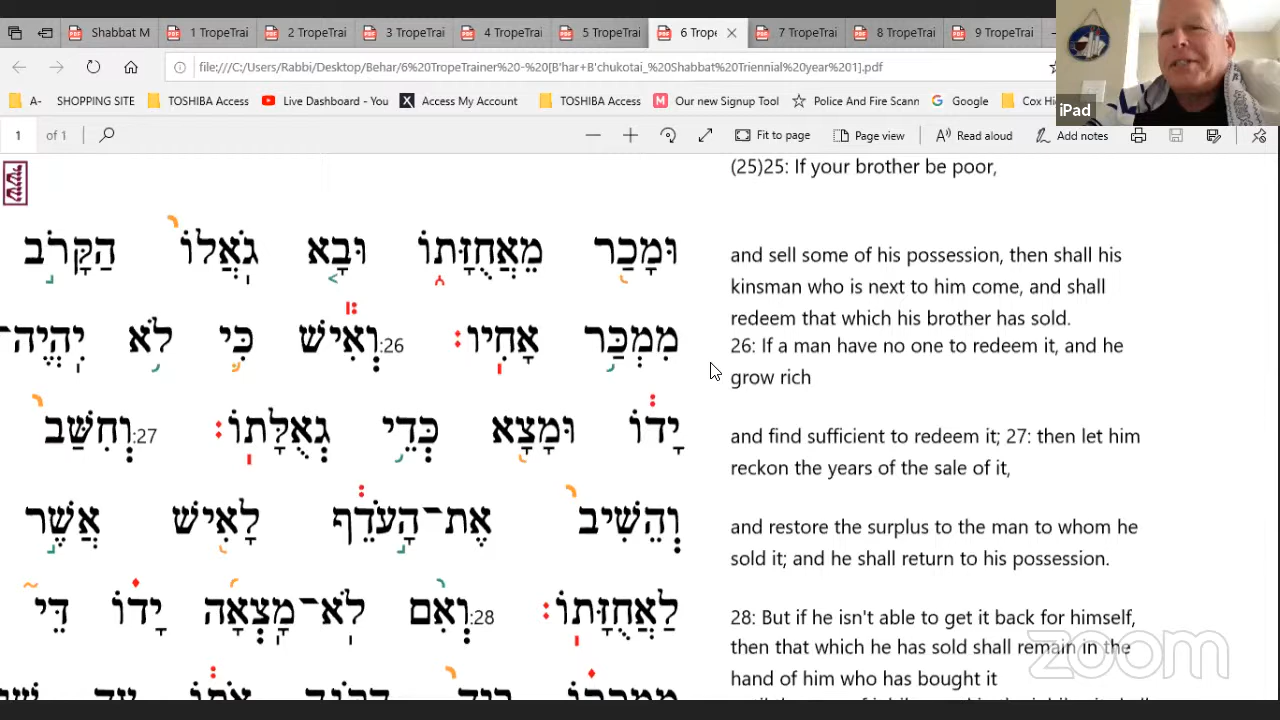 Shabbat M
1 TropeTrai
2 TropeTrai
3 TropeTrai
4 TropeTrai
5 TropeTrai
6 Trope
7 TropeTrai
8 TropeTrai
9 TropeTrai
file:///C:/Users/Rabbi/Desktop/Behar/6%20TropeTrainer%20-%20[B'har+B'chukotai_%20Shabbat%20Triennial%20year%201].pdf
A- SHOPPING SITE
TOSHIBA Access
Live Dashboard - You
Access My Account
TOSHIBA Access
Our new Signup Tool
Police And Fire Scann
Google
Cox Hi
iPad
1 of 1
Fit to page
Page view
Read aloud
Add notes
ששי
וּמָכַר מֵאֲחֻזָּתוֹ וּבָא גֹאֲלוֹ הַקָּרֹב
מִמְכַּר אָחִיו׃ 26:וְאִישׁ כִּי לֹא יִהְיֶה־
יָדוֹ וּמָצָא כְּדֵי גְאֻלָּתוֹ׃ 27:וְחִשַּׁב
וְהֵשִׁיב אֶת־הָעֹדֵף לָאִישׁ אֲשֶׁר
לַאֲחֻזָּתוֹ׃ 28:וְאִם לֹא־מָצְאָה יָדוֹ דֵּי
(25)25: If your brother be poor,
and sell some of his possession, then shall his
kinsman who is next to him come, and shall
redeem that which his brother has sold.
26: If a man have no one to redeem it, and he
grow rich
and find sufficient to redeem it; 27: then let him
reckon the years of the sale of it,
and restore the surplus to the man to whom he
sold it; and he shall return to his possession.
28: But if he isn't able to get it back for himself,
then that which he has sold shall remain in the
hand of him who has bought it
zoom